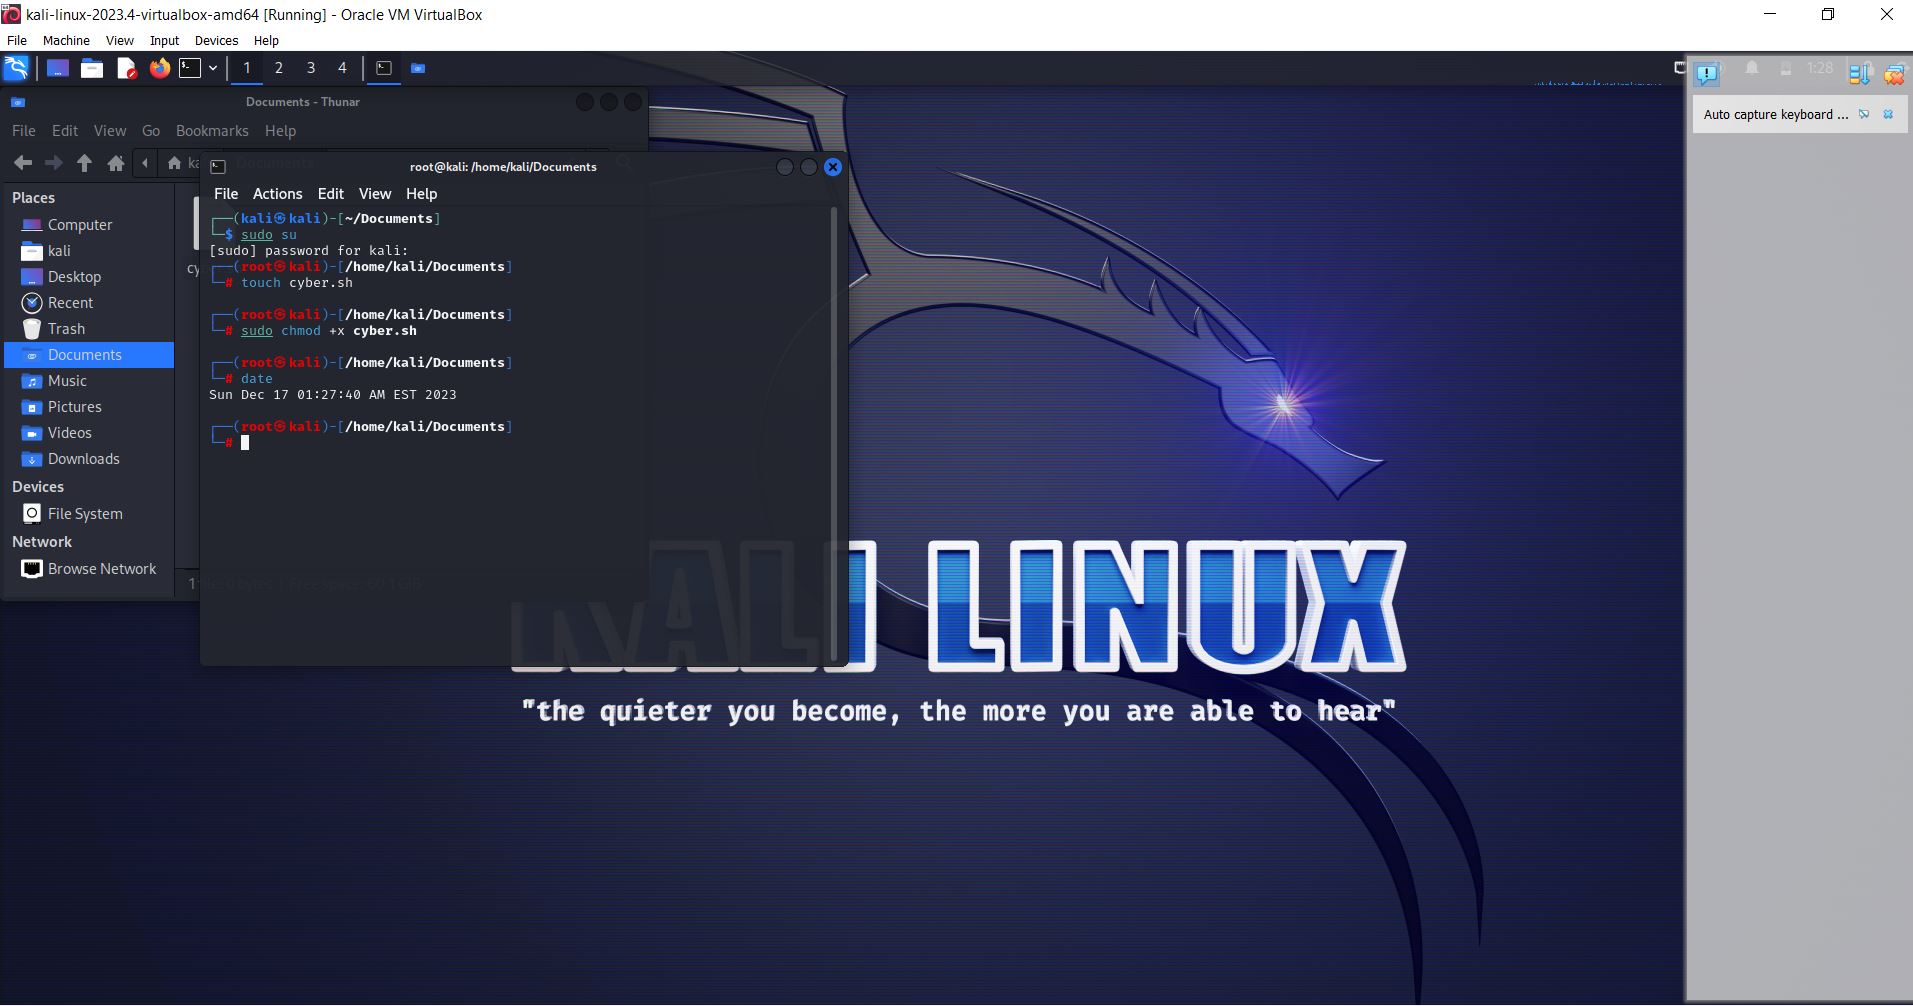 kali-linux-2023.4-virtualbox-amd64 [Running] - Oracle VM VirtualBox
File Machine View Input Devices Help
1 2 3 4
1:28
Documents - Thunar
File Edit View Go Bookmarks Help
Documents
Places
Computer
kali
Desktop
Recent
Trash
Documents
Music
Pictures
Videos
Downloads
Devices
File System
Network
Browse Network
root@kali: /home/kali/Documents
File Actions Edit View Help
┌──(kali㉿kali)-[~/Documents]
└─$ sudo su
[sudo] password for kali:
┌──(root㉿kali)-[/home/kali/Documents]
└─# touch cyber.sh
┌──(root㉿kali)-[/home/kali/Documents]
└─# sudo chmod +x cyber.sh
┌──(root㉿kali)-[/home/kali/Documents]
└─# date
Sun Dec 17 01:27:40 AM EST 2023
┌──(root㉿kali)-[/home/kali/Documents]
└─#
Auto capture keyboard ...
KALI LINUX
"the quieter you become, the more you are able to hear"